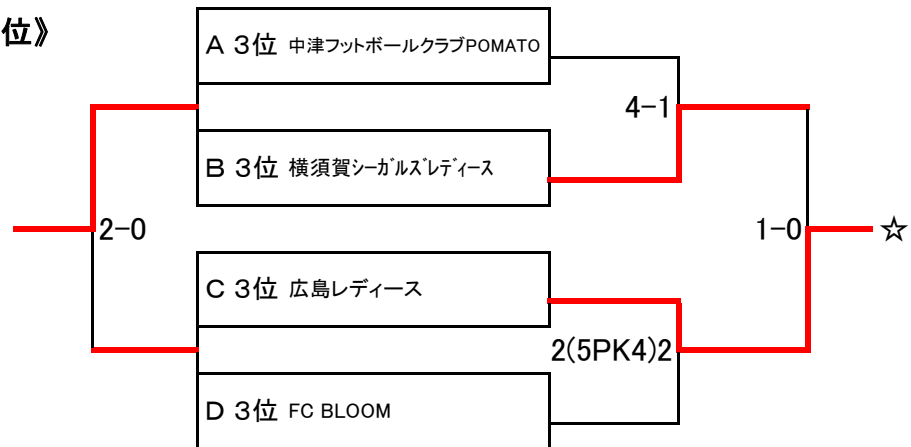 位》
A 3位 中津フットボールクラブPOMATO
4-1
B 3位 横須賀シーガルズレディース
2-0
1-0 ☆
C 3位 広島レディース
2(5PK4)2
D 3位 FC BLOOM